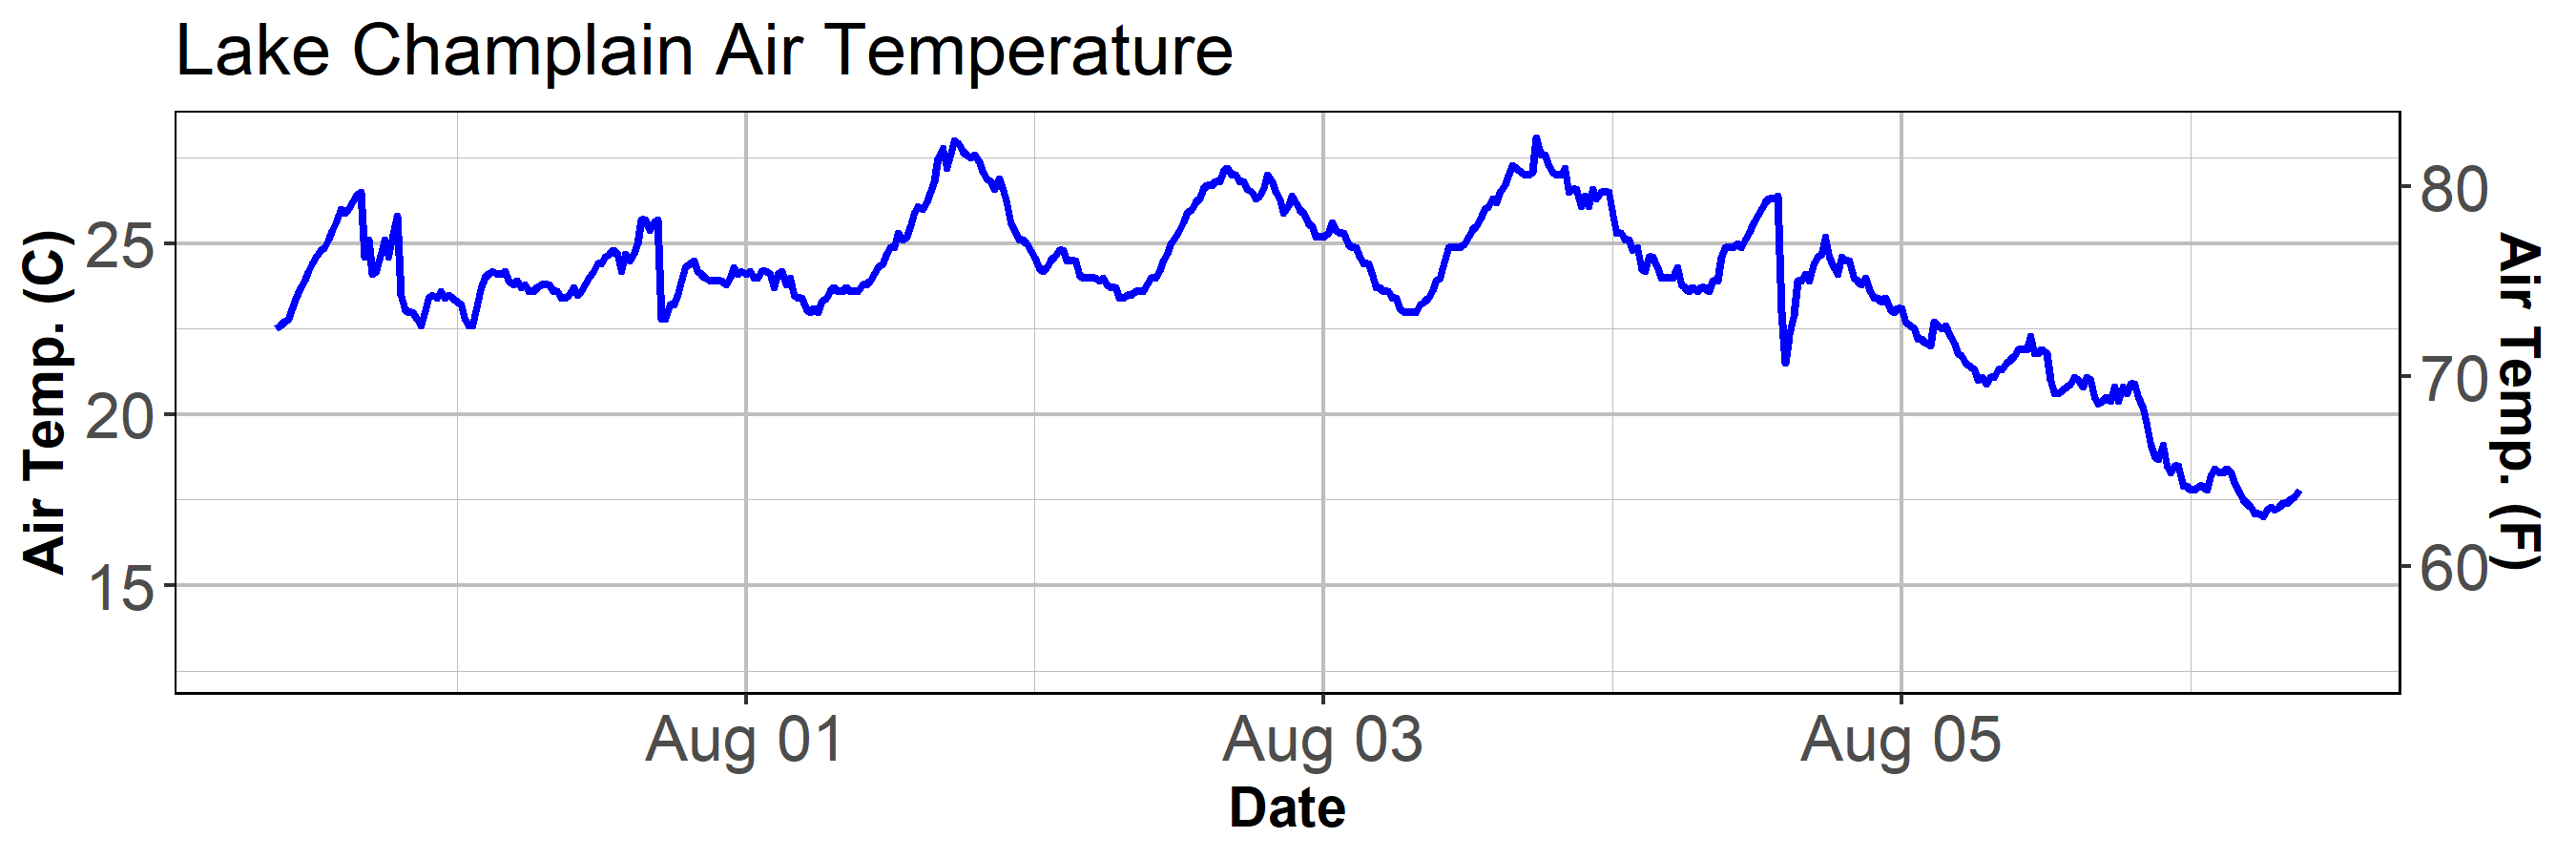 Lake Champlain Air Temperature
Air Temp. (C)
25
20
15
80
70
60
Air Temp. (F)
Aug 01
Aug 03
Aug 05
Date